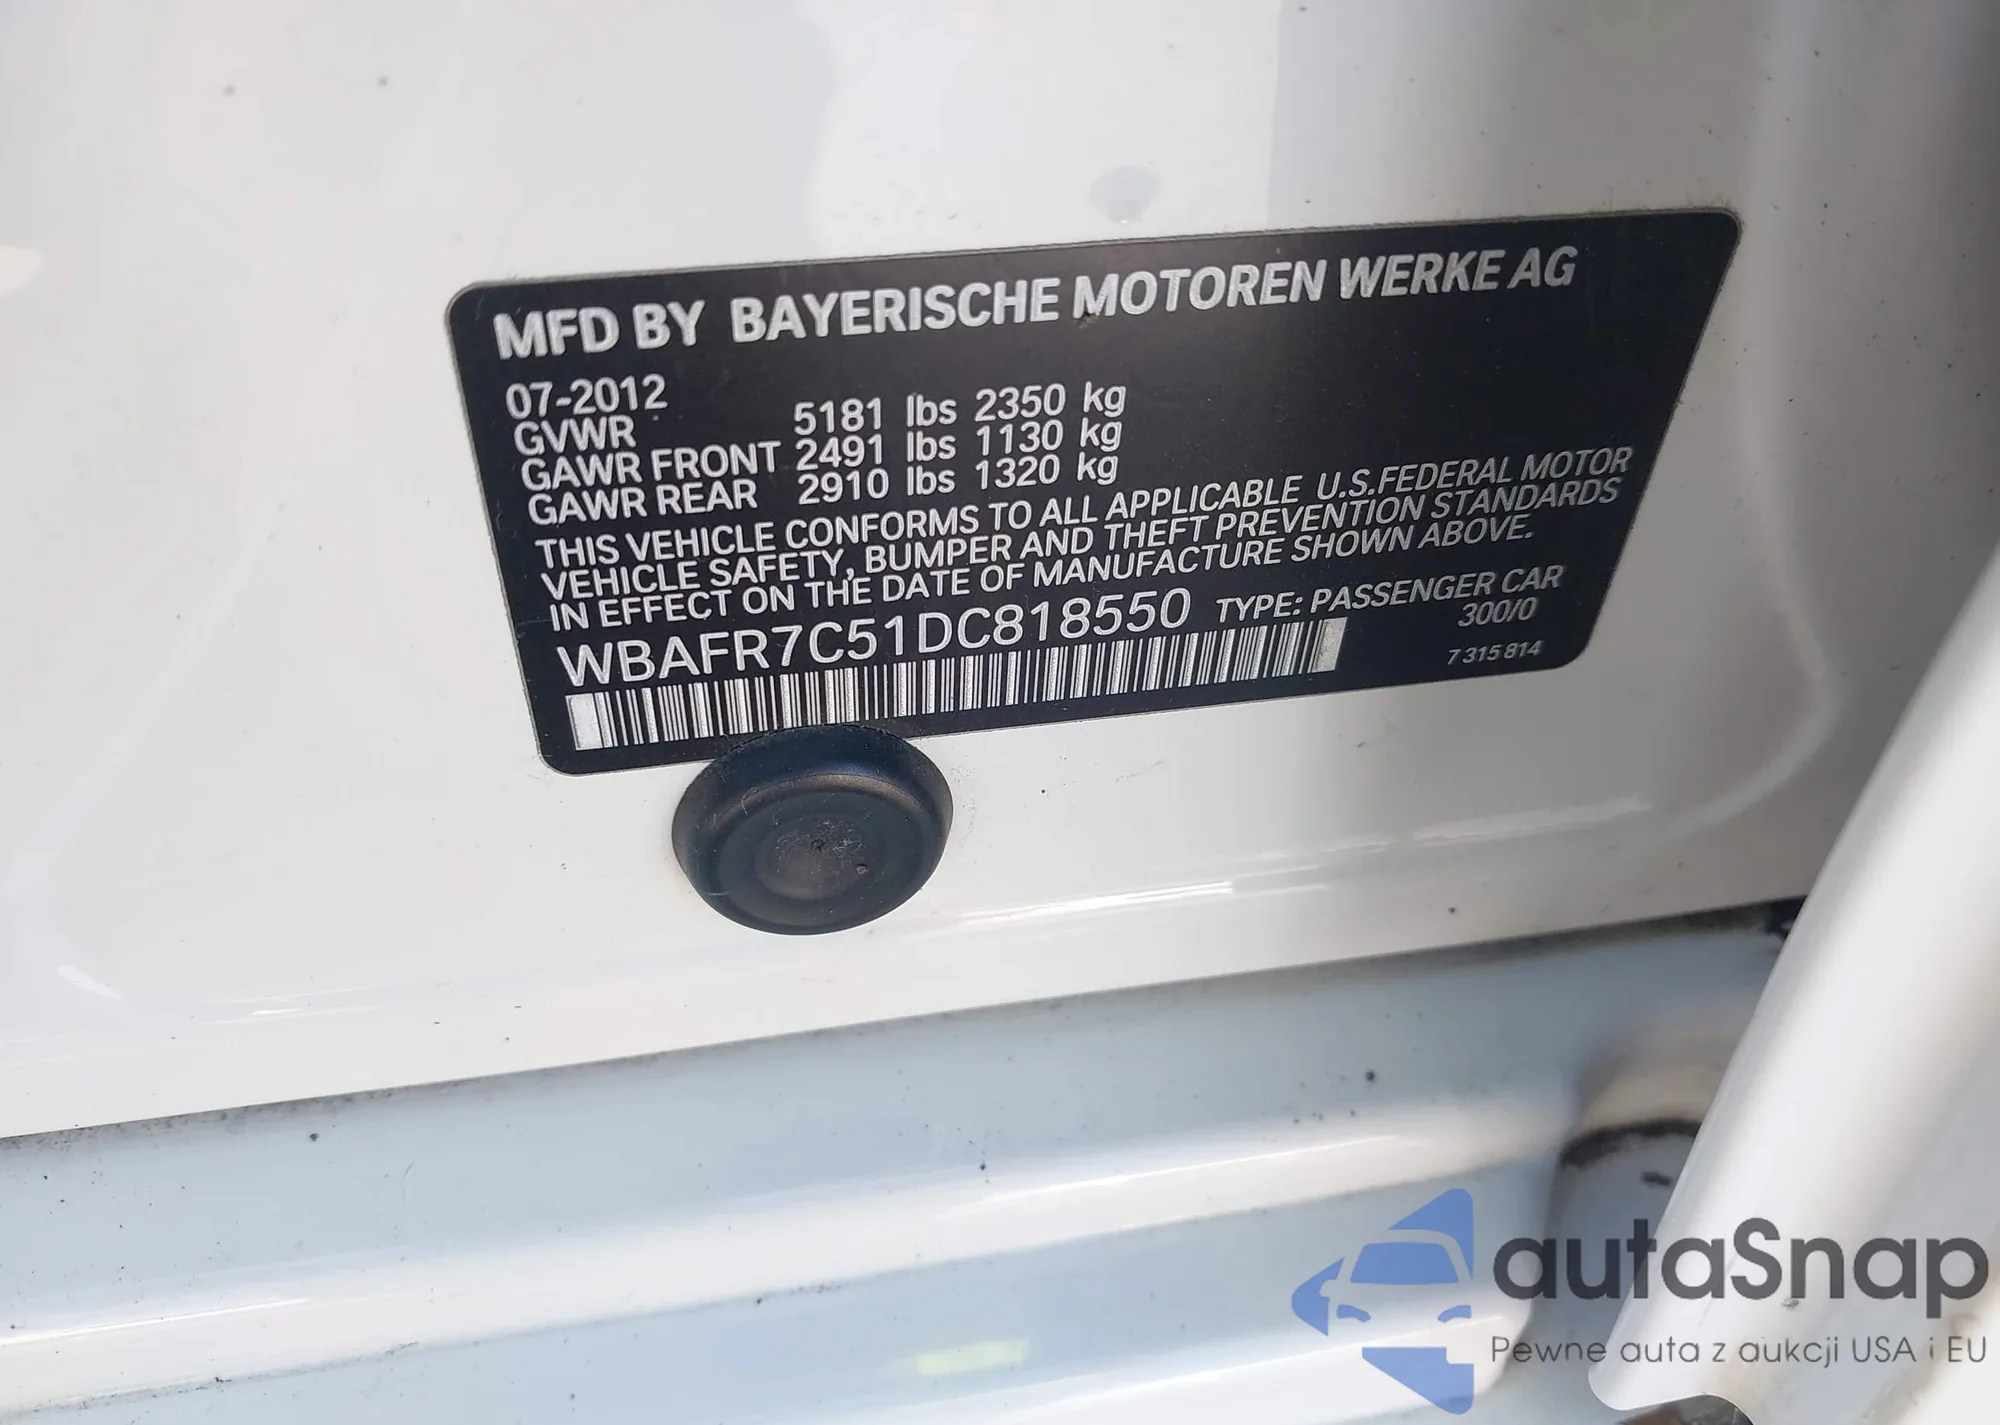 MFD BY BAYERISCHE MOTOREN WERKE AG
07-2012
GVWR 5181 lbs 2350 kg
GAWR FRONT 2491 lbs 1130 kg
GAWR REAR 2910 lbs 1320 kg
THIS VEHICLE CONFORMS TO ALL APPLICABLE U.S.FEDERAL MOTOR
VEHICLE SAFETY, BUMPER AND THEFT PREVENTION STANDARDS
IN EFFECT ON THE DATE OF MANUFACTURE SHOWN ABOVE.
WBAFR7C51DC818550 TYPE: PASSENGER CAR
300/0
7 315 814
autaSnap
Pewne auta z aukcji USA i EU